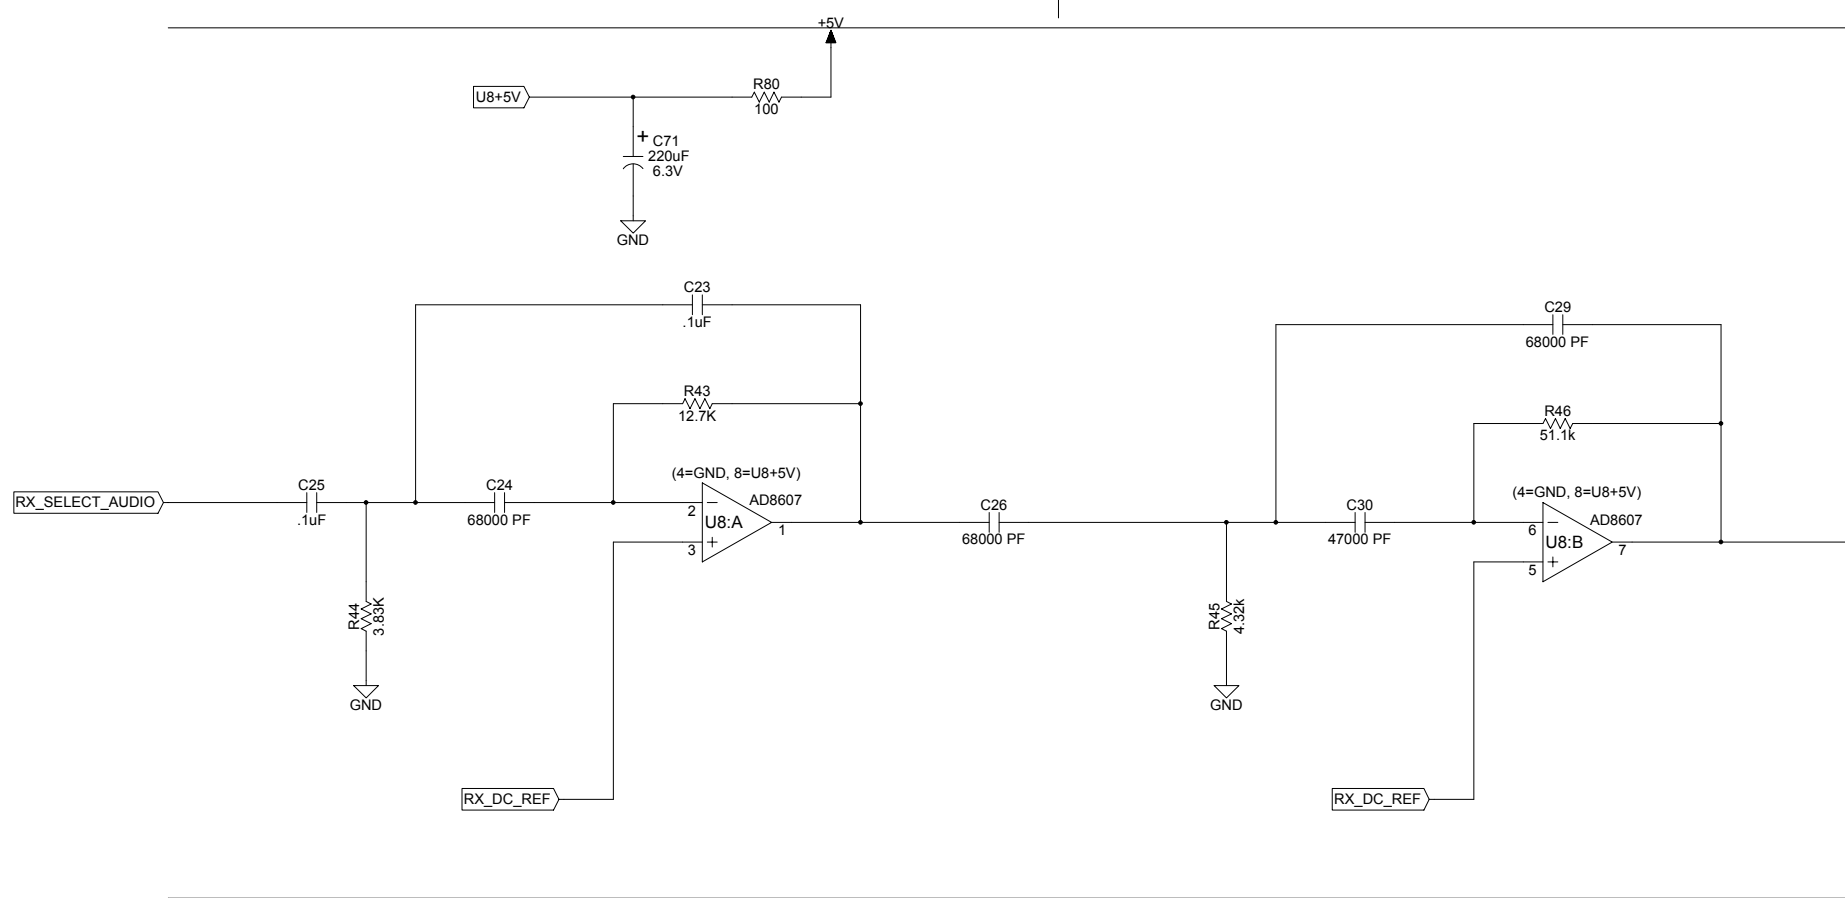 +5V
U8+5V
R80
100
+
C71
220uF
6.3V
GND
C23
.1uF
C29
68000 PF
R43
12.7K
R46
51.1k
(4=GND, 8=U8+5V)
AD8607
RX_SELECT_AUDIO
C25
.1uF
C24
68000 PF
2
U8:A
3
1
C26
68000 PF
C30
47000 PF
(4=GND, 8=U8+5V)
AD8607
6
U8:B
5
7
R44
3.83K
GND
R45
4.32k
GND
RX_DC_REF
RX_DC_REF